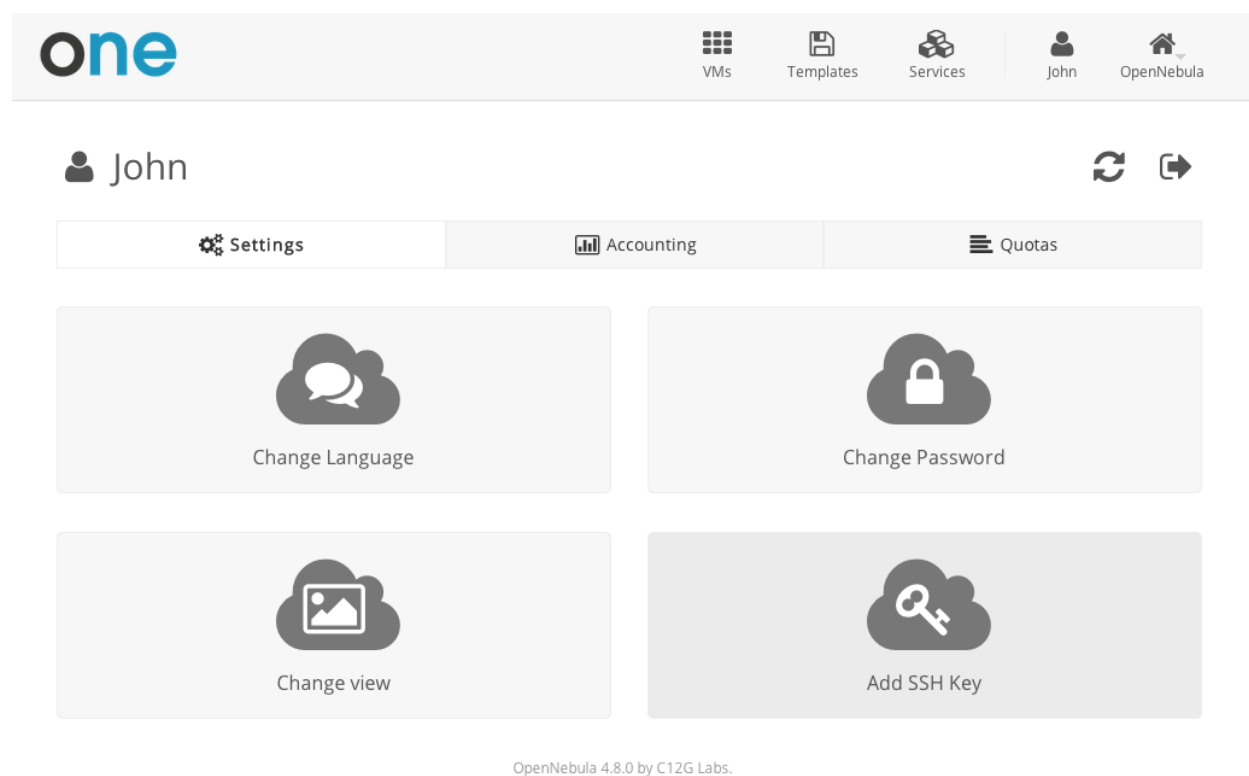 one
VMs Templates Services John OpenNebula
John
Settings Accounting Quotas
Change Language Change Password
Change view Add SSH Key
OpenNebula 4.8.0 by C12G Labs.